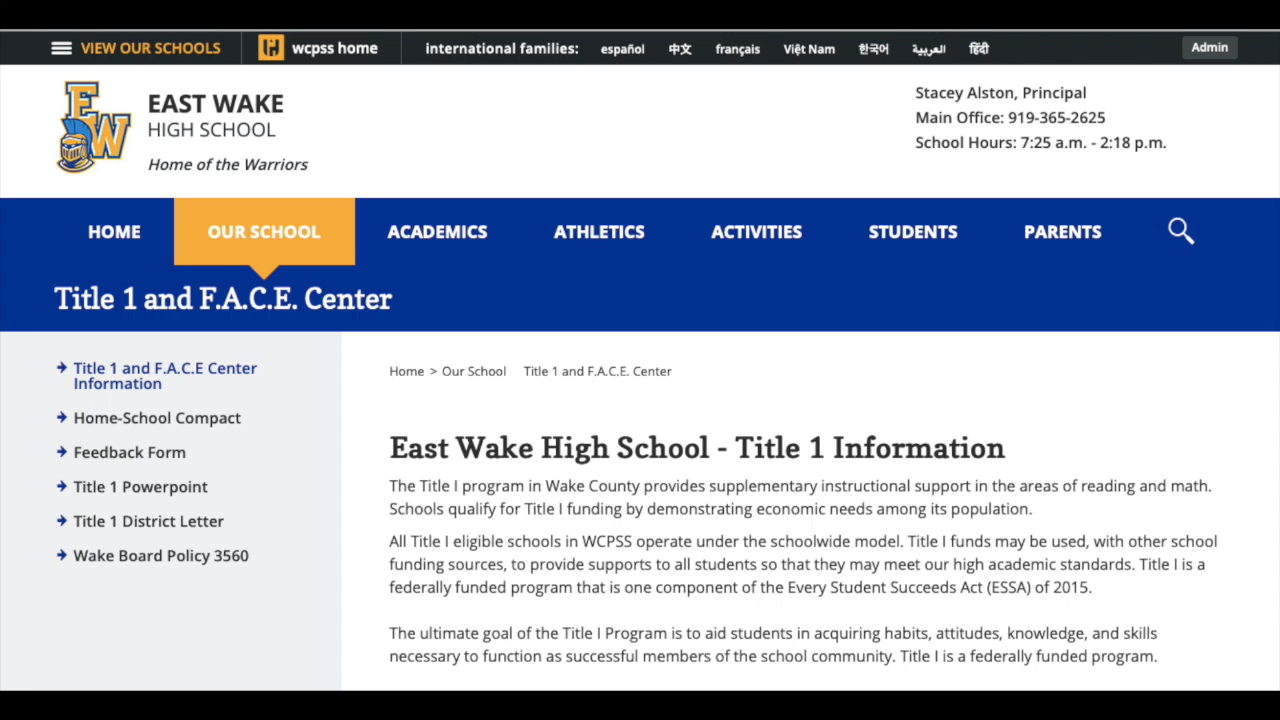 VIEW OUR SCHOOLS
wcpss home
international families: español 中文 français Việt Nam 한국어 العربية हिंदी
Admin
EW
EAST WAKE
HIGH SCHOOL
Home of the Warriors
Stacey Alston, Principal
Main Office: 919-365-2625
School Hours: 7:25 a.m. - 2:18 p.m.
HOME OUR SCHOOL ACADEMICS ATHLETICS ACTIVITIES STUDENTS PARENTS
Title 1 and F.A.C.E. Center
Title 1 and F.A.C.E Center
Information
Home-School Compact
Feedback Form
Title 1 Powerpoint
Title 1 District Letter
Wake Board Policy 3560
Home > Our School Title 1 and F.A.C.E. Center
East Wake High School - Title 1 Information
The Title I program in Wake County provides supplementary instructional support in the areas of reading and math.
Schools qualify for Title I funding by demonstrating economic needs among its population.
All Title I eligible schools in WCPSS operate under the schoolwide model. Title I funds may be used, with other school
funding sources, to provide supports to all students so that they may meet our high academic standards. Title I is a
federally funded program that is one component of the Every Student Succeeds Act (ESSA) of 2015.
The ultimate goal of the Title I Program is to aid students in acquiring habits, attitudes, knowledge, and skills
necessary to function as successful members of the school community. Title I is a federally funded program.